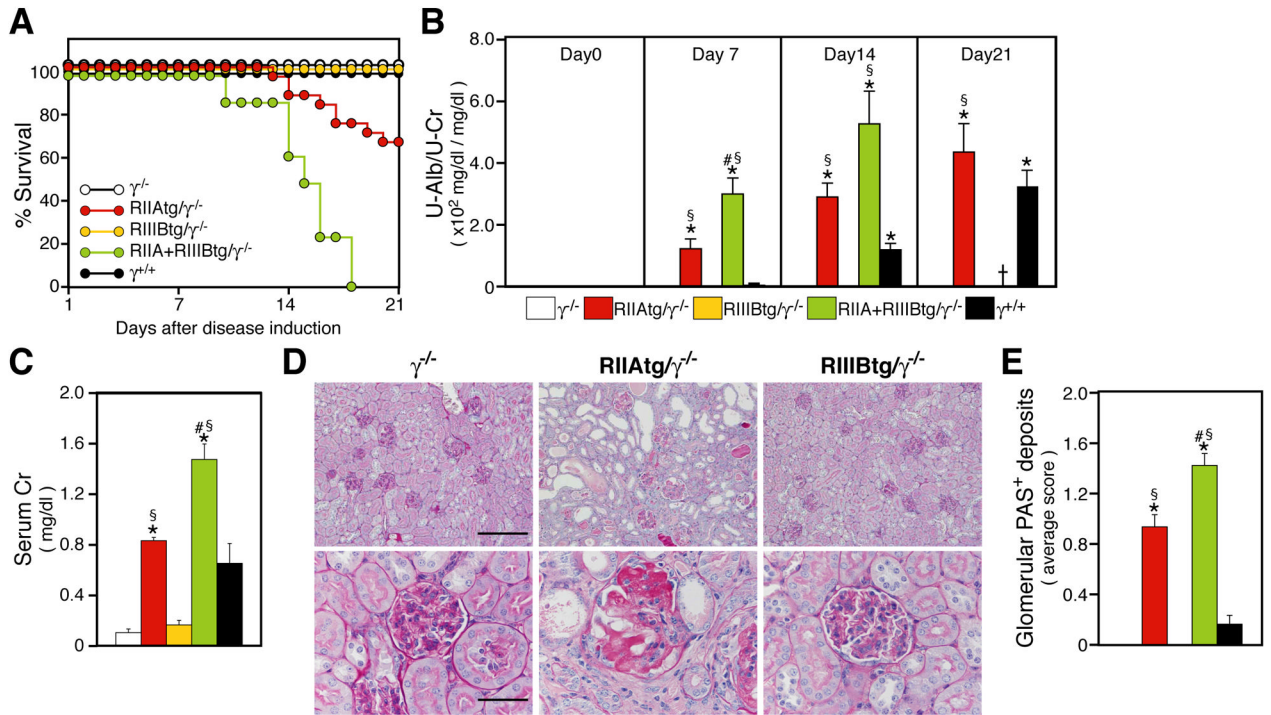 A
100
80
60
40
20
0
% Survival
γ-/-
RIIAtg/γ-/-
RIIIBtg/γ-/-
RIIA+RIIIBtg/γ-/-
γ+/+
1 7 14 21
Days after disease induction
B
8.0
6.0
4.0
2.0
0
U-Alb/U-Cr
( x10² mg/dl / mg/dl )
Day0 Day 7 Day14 Day21
§
*
#§
*
§
*
§
*
*
§
*
†
*
γ-/- RIIAtg/γ-/- RIIIBtg/γ-/- RIIA+RIIIBtg/γ-/- γ+/+
C
2.0
1.6
1.2
0.8
0.4
0
Serum Cr
( mg/dl )
§
*
#§
*
D
γ-/- RIIAtg/γ-/- RIIIBtg/γ-/-
E
2.0
1.6
1.2
0.8
0.4
0
Glomerular PAS+ deposits
( average score )
§
*
#§
*